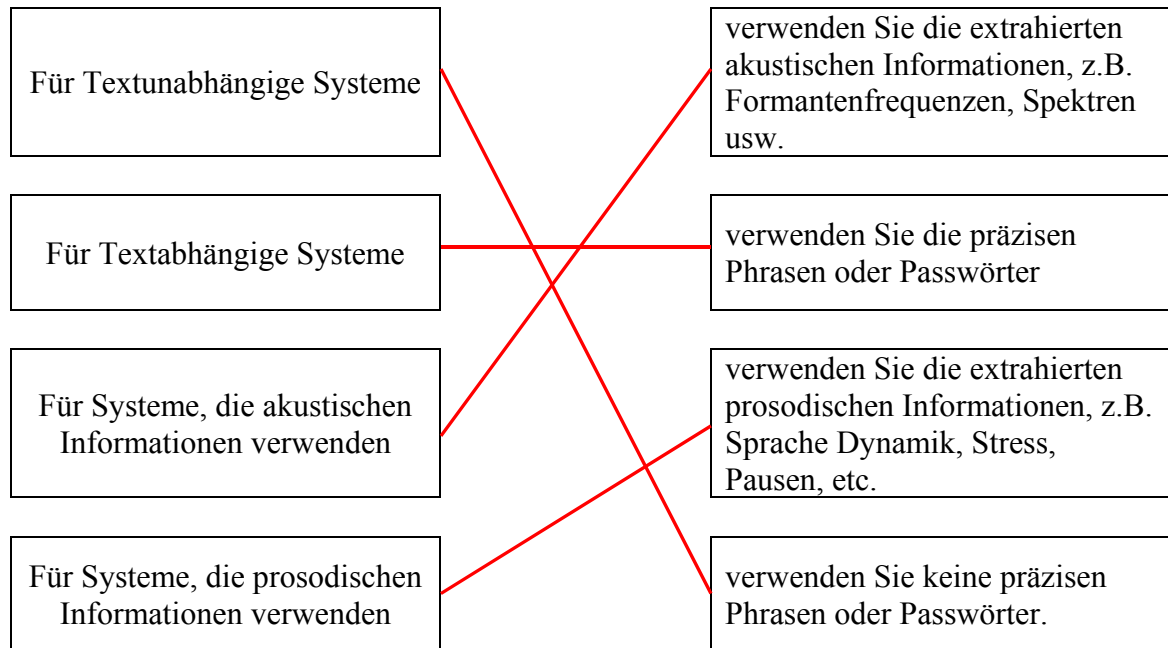 Für Textunabhängige Systeme
verwenden Sie die extrahierten
akustischen Informationen, z.B.
Formantenfrequenzen, Spektren
usw.
Für Textabhängige Systeme
verwenden Sie die präzisen
Phrasen oder Passwörter
Für Systeme, die akustischen
Informationen verwenden
verwenden Sie die extrahierten
prosodischen Informationen, z.B.
Sprache Dynamik, Stress,
Pausen, etc.
Für Systeme, die prosodischen
Informationen verwenden
verwenden Sie keine präzisen
Phrasen oder Passwörter.